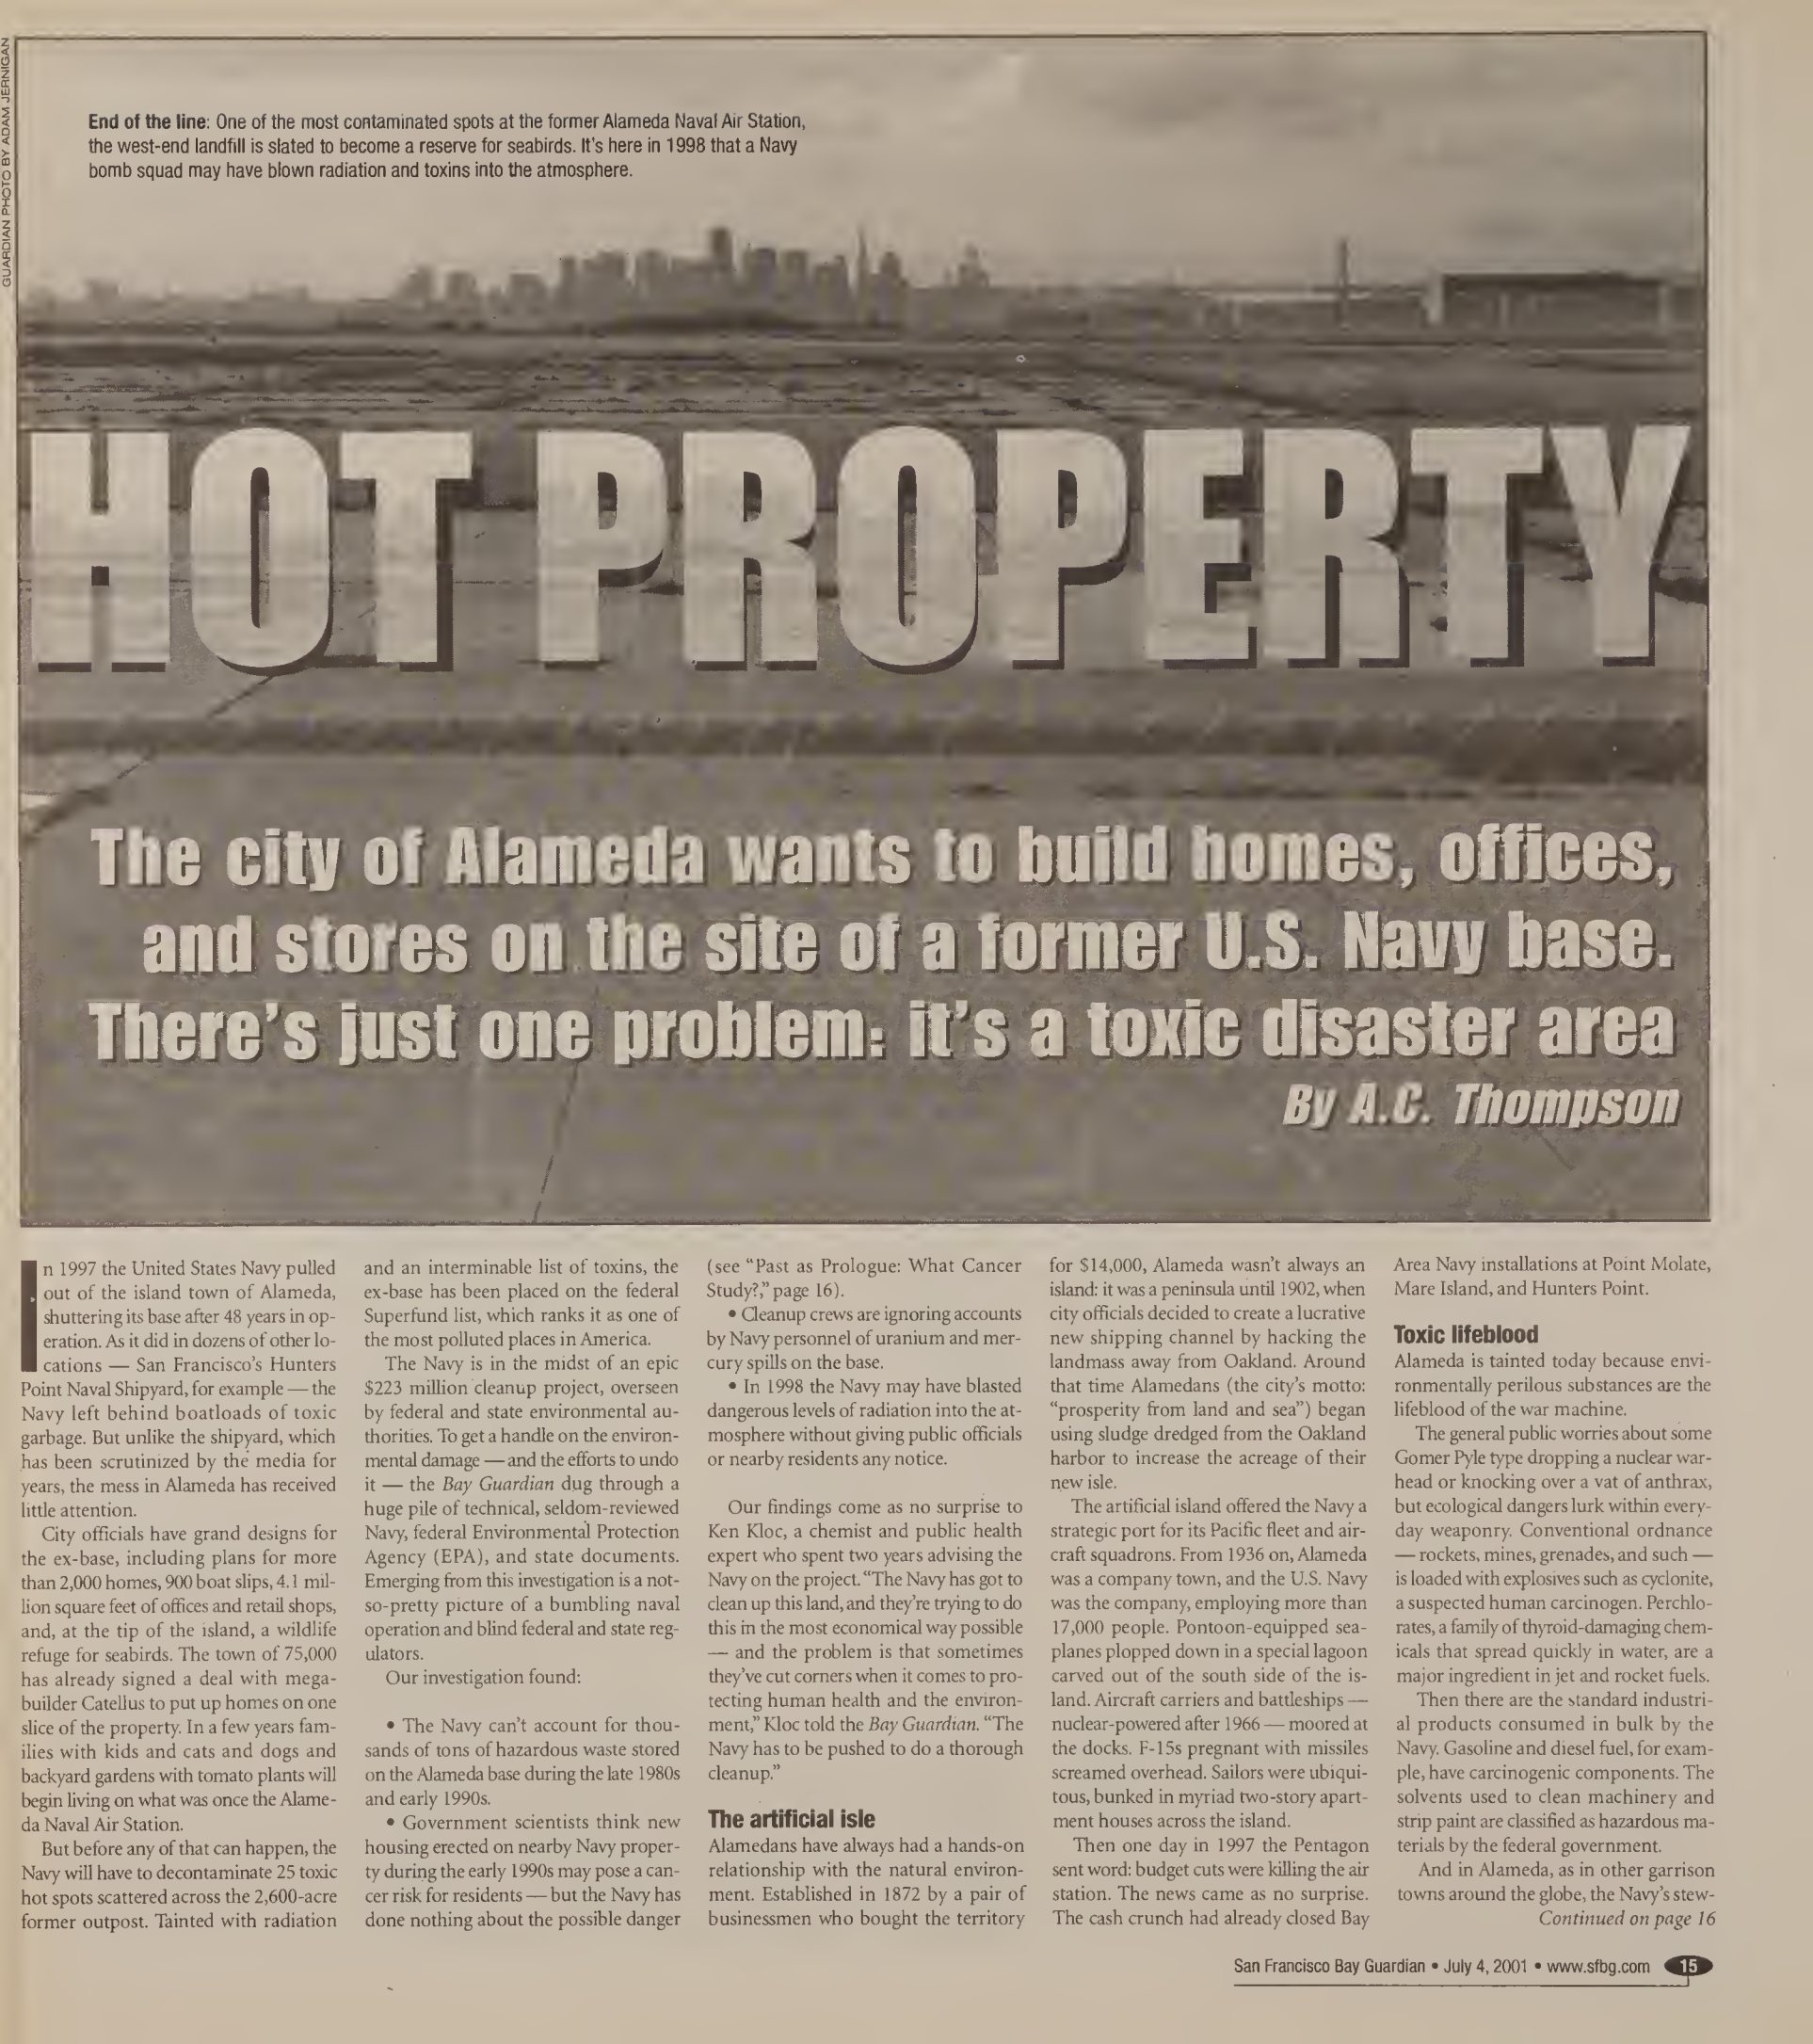 GUARDIAN PHOTO BY ADAM JERNIGAN
End of the line: One of the most contaminated spots at the former Alameda Naval Air Station,
the west-end landfill is slated to become a reserve for seabirds. It's here in 1998 that a Navy
bomb squad may have blown radiation and toxins into the atmosphere.
HOT PROPERTY
The city of Alameda wants to build homes, offices,
and stores on the site of a former U.S. Navy base.
There's just one problem: it's a toxic disaster area
By A.C. Thompson
In 1997 the United States Navy pulled
out of the island town of Alameda,
shuttering its base after 48 years in op-
eration. As it did in dozens of other lo-
cations — San Francisco's Hunters
Point Naval Shipyard, for example — the
Navy left behind boatloads of toxic
garbage. But unlike the shipyard, which
has been scrutinized by the media for
years, the mess in Alameda has received
little attention.
City officials have grand designs for
the ex-base, including plans for more
than 2,000 homes, 900 boat slips, 4.1 mil-
lion square feet of offices and retail shops,
and, at the tip of the island, a wildlife
refuge for seabirds. The town of 75,000
has already signed a deal with mega-
builder Catellus to put up homes on one
slice of the property. In a few years fam-
ilies with kids and cats and dogs and
backyard gardens with tomato plants will
begin living on what was once the Alame-
da Naval Air Station.
But before any of that can happen, the
Navy will have to decontaminate 25 toxic
hot spots scattered across the 2,600-acre
former outpost. Tainted with radiation
and an interminable list of toxins, the
ex-base has been placed on the federal
Superfund list, which ranks it as one of
the most polluted places in America.
The Navy is in the midst of an epic
$223 million cleanup project, overseen
by federal and state environmental au-
thorities. To get a handle on the environ-
mental damage — and the efforts to undo
it — the Bay Guardian dug through a
huge pile of technical, seldom-reviewed
Navy, federal Environmental Protection
Agency (EPA), and state documents.
Emerging from this investigation is a not-
so-pretty picture of a bumbling naval
operation and blind federal and state reg-
ulators.
Our investigation found:
• The Navy can't account for thou-
sands of tons of hazardous waste stored
on the Alameda base during the late 1980s
and early 1990s.
• Government scientists think new
housing erected on nearby Navy proper-
ty during the early 1990s may pose a can-
cer risk for residents — but the Navy has
done nothing about the possible danger
(see "Past as Prologue: What Cancer
Study?," page 16).
• Cleanup crews are ignoring accounts
by Navy personnel of uranium and mer-
cury spills on the base.
• In 1998 the Navy may have blasted
dangerous levels of radiation into the at-
mosphere without giving public officials
or nearby residents any notice.
Our findings come as no surprise to
Ken Kloc, a chemist and public health
expert who spent two years advising the
Navy on the project. "The Navy has got to
clean up this land, and they're trying to do
this in the most economical way possible
— and the problem is that sometimes
they've cut corners when it comes to pro-
tecting human health and the environ-
ment," Kloc told the Bay Guardian. "The
Navy has to be pushed to do a thorough
cleanup."
The artificial isle
Alamedans have always had a hands-on
relationship with the natural environ-
ment. Established in 1872 by a pair of
businessmen who bought the territory
for $14,000, Alameda wasn't always an
island: it was a peninsula until 1902, when
city officials decided to create a lucrative
new shipping channel by hacking the
landmass away from Oakland. Around
that time Alamedans (the city's motto:
"prosperity from land and sea") began
using sludge dredged from the Oakland
harbor to increase the acreage of their
new isle.
The artificial island offered the Navy a
strategic port for its Pacific fleet and air-
craft squadrons. From 1936 on, Alameda
was a company town, and the U.S. Navy
was the company, employing more than
17,000 people. Pontoon-equipped sea-
planes plopped down in a special lagoon
carved out of the south side of the is-
land. Aircraft carriers and battleships —
nuclear-powered after 1966 — moored at
the docks. F-15s pregnant with missiles
screamed overhead. Sailors were ubiqui-
tous, bunked in myriad two-story apart-
ment houses across the island.
Then one day in 1997 the Pentagon
sent word: budget cuts were killing the air
station. The news came as no surprise.
The cash crunch had already closed Bay
Area Navy installations at Point Molate,
Mare Island, and Hunters Point.
Toxic lifeblood
Alameda is tainted today because envi-
ronmentally perilous substances are the
lifeblood of the war machine.
The general public worries about some
Gomer Pyle type dropping a nuclear war-
head or knocking over a vat of anthrax,
but ecological dangers lurk within every-
day weaponry. Conventional ordnance
— rockets, mines, grenades, and such —
is loaded with explosives such as cyclonite,
a suspected human carcinogen. Perchlo-
rates, a family of thyroid-damaging chem-
icals that spread quickly in water, are a
major ingredient in jet and rocket fuels.
Then there are the standard industri-
al products consumed in bulk by the
Navy. Gasoline and diesel fuel, for exam-
ple, have carcinogenic components. The
solvents used to clean machinery and
strip paint are classified as hazardous ma-
terials by the federal government.
And in Alameda, as in other garrison
towns around the globe, the Navy's stew-
Continued on page 16
San Francisco Bay Guardian • July 4, 2001 • www.sfbg.com 15